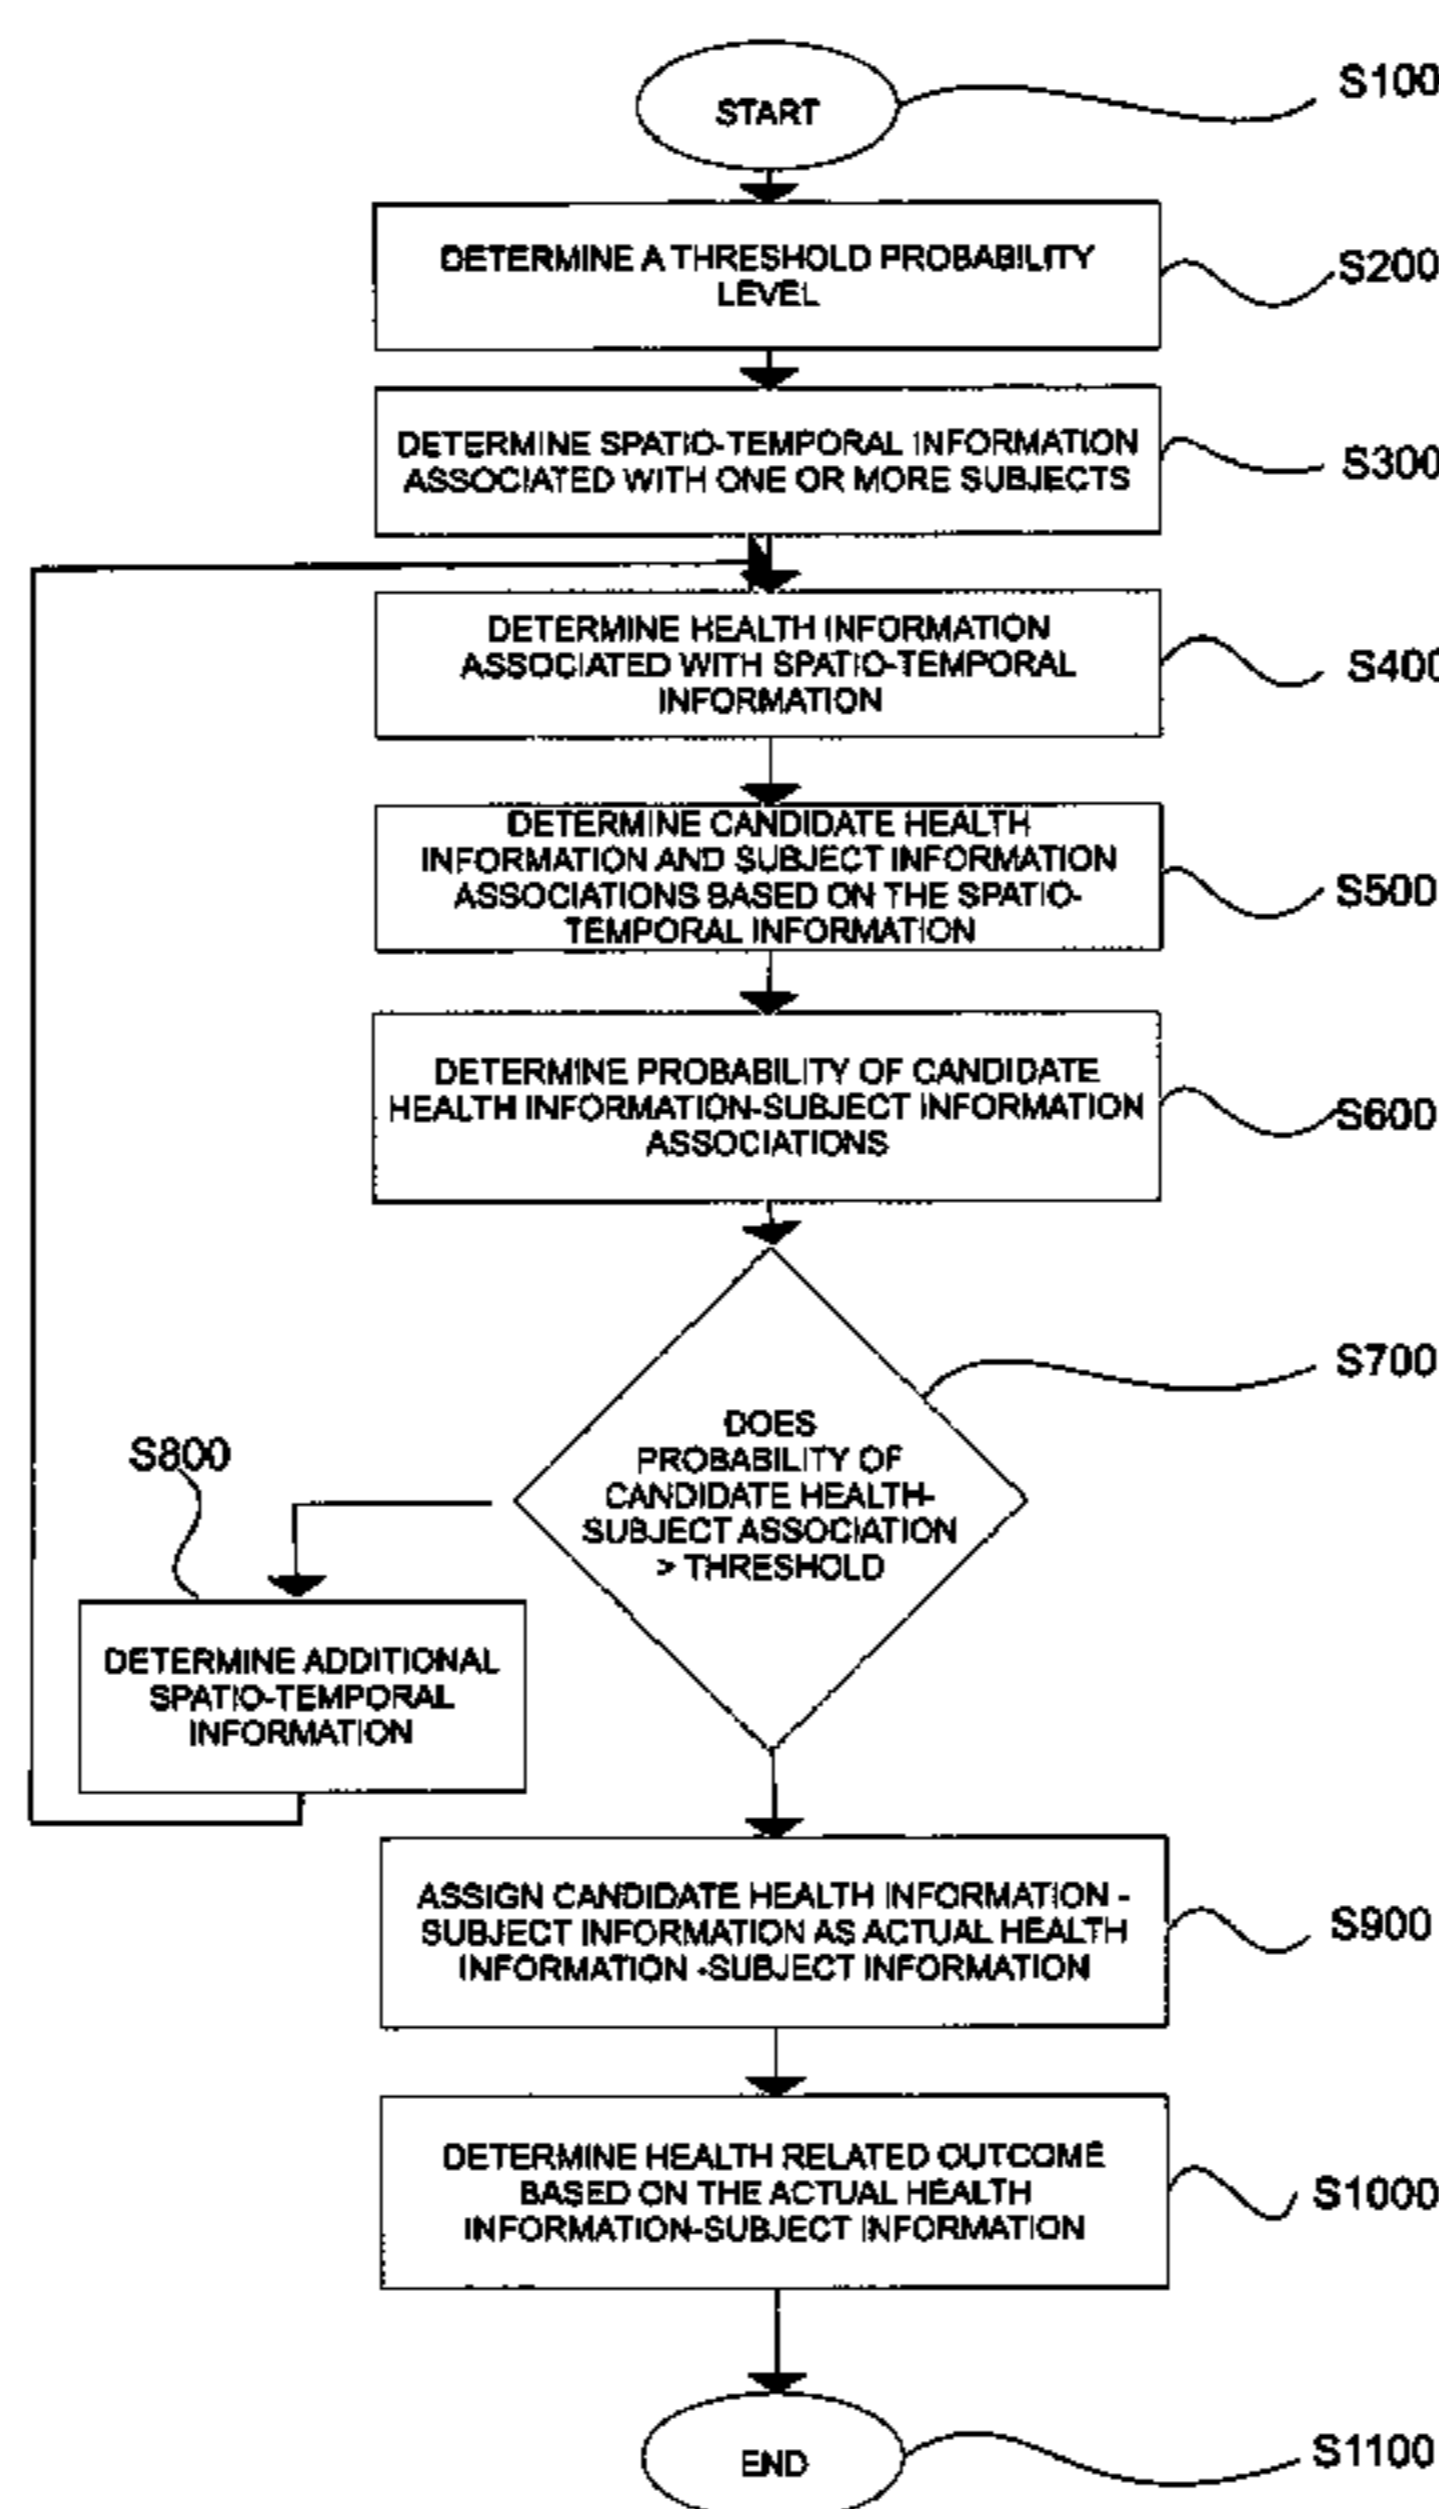 START
S100
DETERMINE A THRESHOLD PROBABILITY
LEVEL
S200
DETERMINE SPATIO-TEMPORAL INFORMATION
ASSOCIATED WITH ONE OR MORE SUBJECTS
S300
DETERMINE HEALTH INFORMATION
ASSOCIATED WITH SPATIO-TEMPORAL
INFORMATION
S400
DETERMINE CANDIDATE HEALTH
INFORMATION AND SUBJECT INFORMATION
ASSOCIATIONS BASED ON THE SPATIO-
TEMPORAL INFORMATION
S500
DETERMINE PROBABILITY OF CANDIDATE
HEALTH INFORMATION-SUBJECT INFORMATION
ASSOCIATIONS
S600
DOES
PROBABILITY OF
CANDIDATE HEALTH-
SUBJECT ASSOCIATION
> THRESHOLD
S700
S800
DETERMINE ADDITIONAL
SPATIO-TEMPORAL
INFORMATION
ASSIGN CANDIDATE HEALTH INFORMATION -
SUBJECT INFORMATION AS ACTUAL HEALTH
INFORMATION -SUBJECT INFORMATION
S900
DETERMINE HEALTH RELATED OUTCOME
BASED ON THE ACTUAL HEALTH
INFORMATION-SUBJECT INFORMATION
S1000
END
S1100